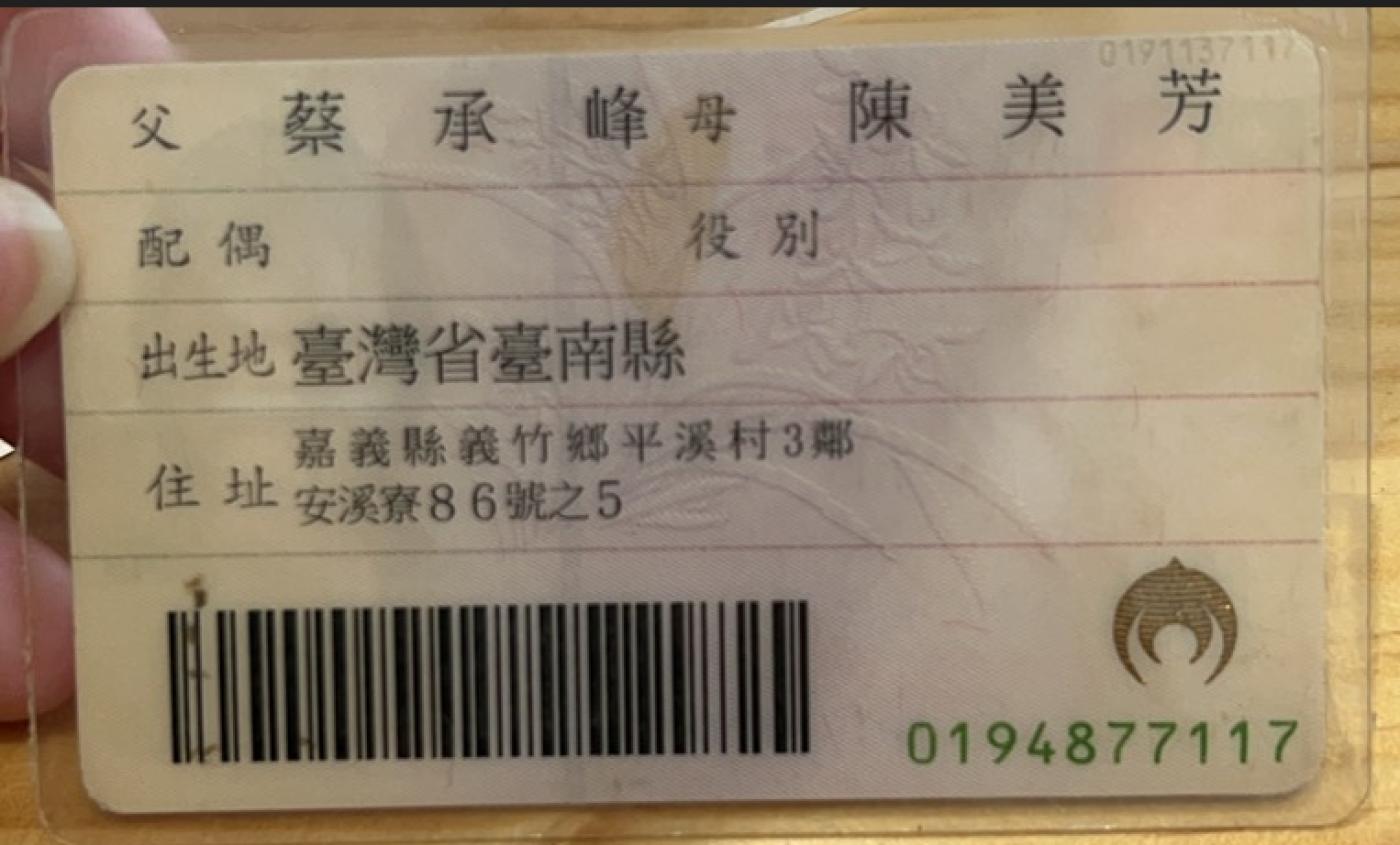 0191137117
父 蔡承峰 母 陳美芳
配偶 役別
出生地 臺灣省臺南縣
住址 嘉義縣義竹鄉平溪村3鄰
安溪寮86號之5
0194877117